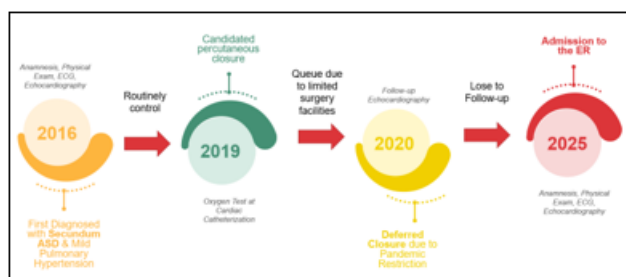 Anamnesis, Physical
Exam, ECG,
Echocardiography
2016
First Diagnosed
with Secundum
ASD & Mild
Pulmonary
Hypertension
Routinely
control
Candidated
percutaneous
closure
2019
Oxygen Test at
Cardiac
Catheterization
Queue due
to limited
surgery
facilities
Follow-up
Echocardiography
2020
Deferred
Closure due to
Pandemic
Restriction
Lose to
Follow-up
Admission to
the ER
2025
Anamnesis, Physical
Exam, ECG,
Echocardiography